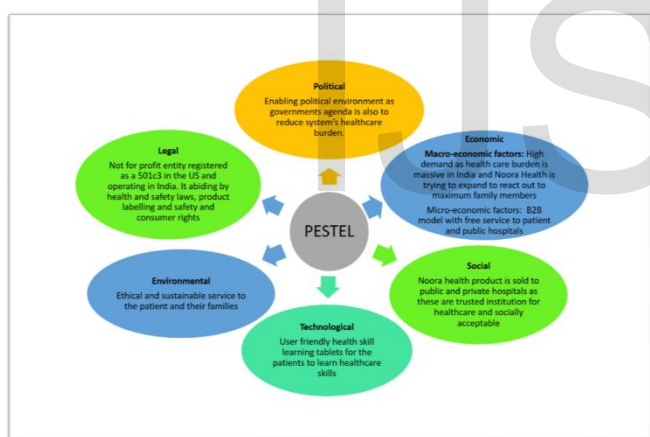 Political
Enabling political environment as
governments agenda is also to
reduce system's healthcare
burden.
Legal
Not for profit entity registered
as a 501c3 in the US and
operating in India. It abiding by
health and safety laws, product
labelling and safety and
consumer rights
Economic
Macro-economic factors: High
demand as health care burden is
massive in India and Noora Health is
trying to expand to react out to
maximum family members
Micro-economic factors: B2B
model with free service to patient
and public hospitals
PESTEL
Environmental
Ethical and sustainable service to
the patient and their families
Social
Noora health product is sold to
public and private hospitals as
these are trusted institution for
healthcare and socially
acceptable
Technological
User friendly health skill
learning tablets for the
patients to learn healthcare
skills